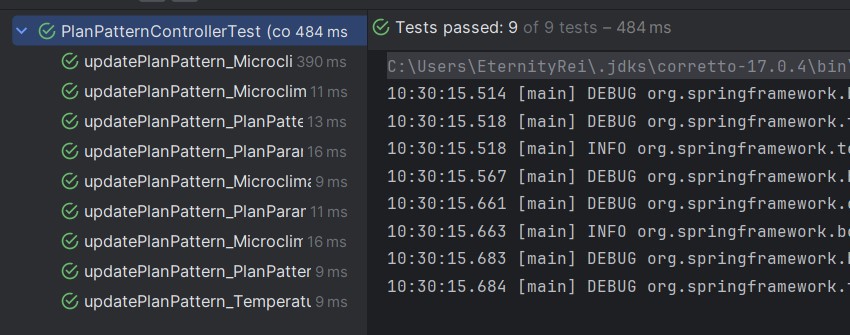 PlanPatternControllerTest (co 484 ms
updatePlanPattern_Microcli 390 ms
updatePlanPattern_Microclim 11 ms
updatePlanPattern_PlanPatte 13 ms
updatePlanPattern_PlanParar 16 ms
updatePlanPattern_Microclima 9 ms
updatePlanPattern_PlanParar 11 ms
updatePlanPattern_Microclim 16 ms
updatePlanPattern_PlanPatter 9 ms
updatePlanPattern_Temperatu 9 ms
Tests passed: 9 of 9 tests – 484 ms
C:\Users\EternityRei\.jdks\corretto-17.0.4\bin\
10:30:15.514 [main] DEBUG org.springframework.
10:30:15.518 [main] DEBUG org.springframework.
10:30:15.518 [main] INFO org.springframework.te
10:30:15.567 [main] DEBUG org.springframework.
10:30:15.661 [main] DEBUG org.springframework.
10:30:15.663 [main] INFO org.springframework.bo
10:30:15.683 [main] DEBUG org.springframework.
10:30:15.684 [main] DEBUG org.springframework.